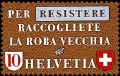 PER RESISTERE
RACCOGLIETE
LA ROBA VECCHIA
10 HELVETIA